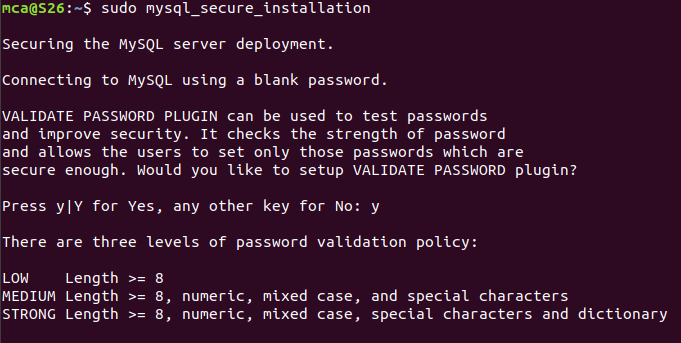 mca@S26:~$ sudo mysql_secure_installation
Securing the MySQL server deployment.
Connecting to MySQL using a blank password.
VALIDATE PASSWORD PLUGIN can be used to test passwords
and improve security. It checks the strength of password
and allows the users to set only those passwords which are
secure enough. Would you like to setup VALIDATE PASSWORD plugin?
Press y|Y for Yes, any other key for No: y
There are three levels of password validation policy:
LOW    Length >= 8
MEDIUM Length >= 8, numeric, mixed case, and special characters
STRONG Length >= 8, numeric, mixed case, special characters and dictionary